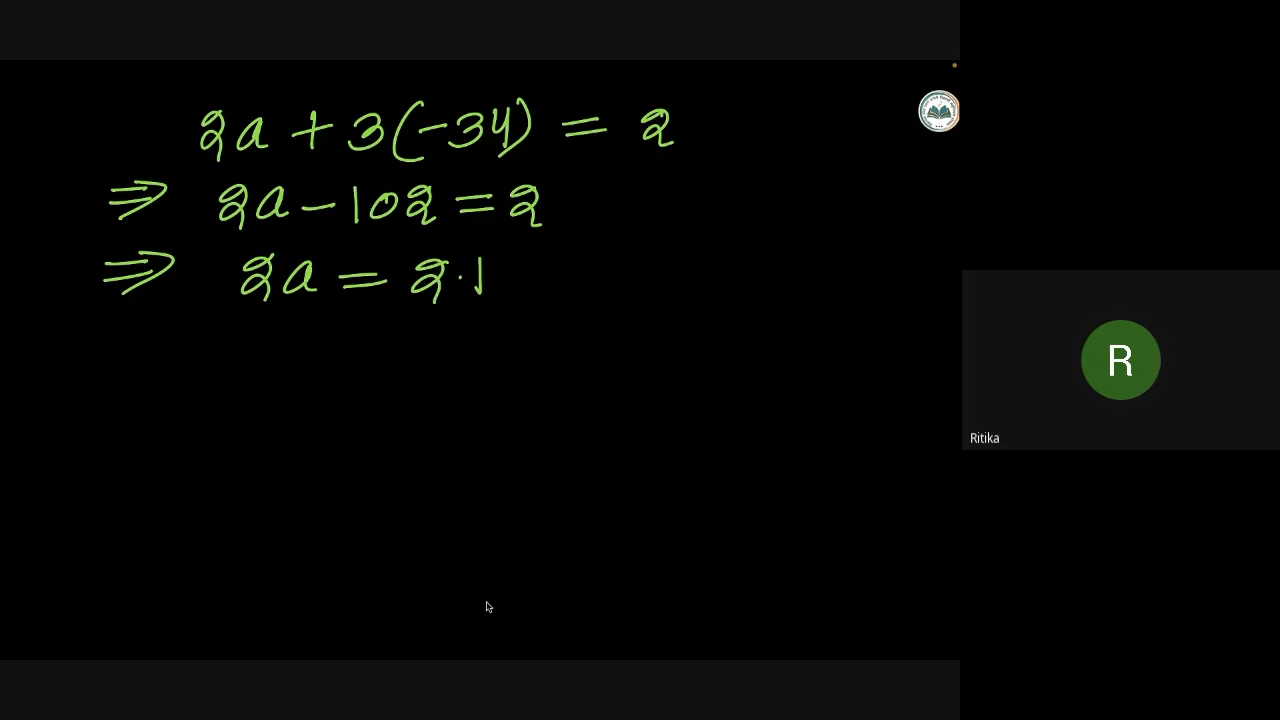 2a + 3(-34) = 2
⇒ 2a - 102 = 2
⇒ 2a = 2·1
R
Ritika